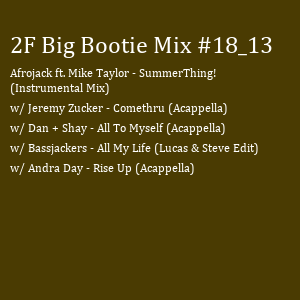 2F Big Bootie Mix #18_13
Afrojack ft. Mike Taylor - SummerThing!
(Instrumental Mix)
w/ Jeremy Zucker - Comethru (Acappella)
w/ Dan + Shay - All To Myself (Acappella)
w/ Bassjackers - All My Life (Lucas & Steve Edit)
w/ Andra Day - Rise Up (Acappella)